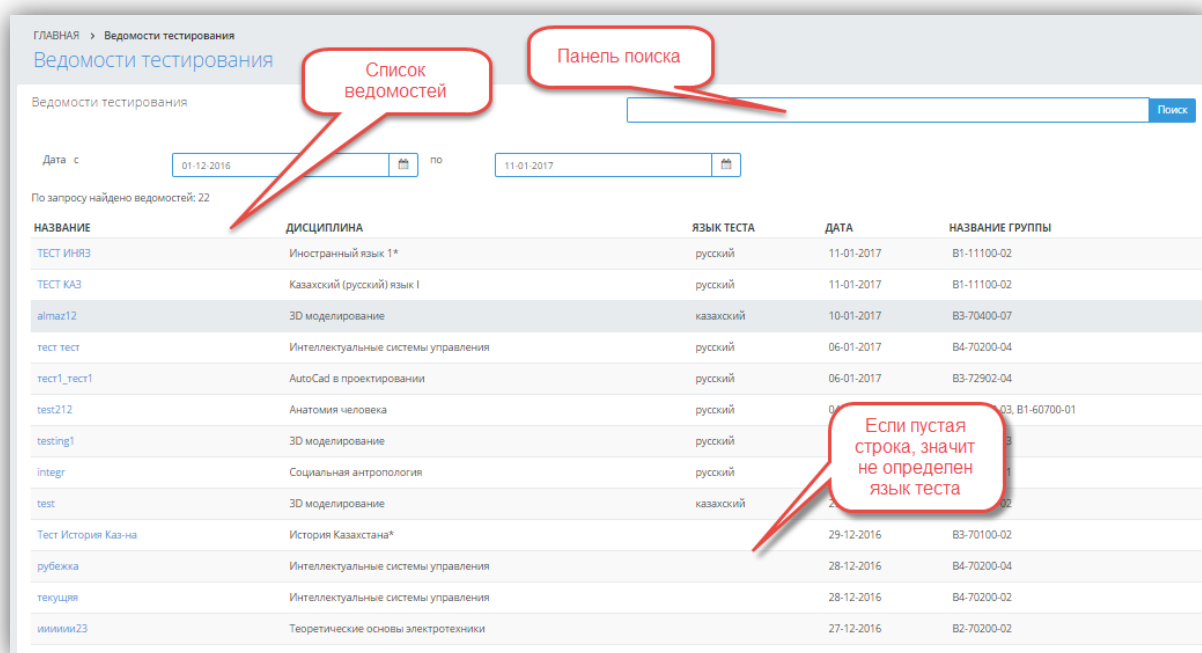 ГЛАВНАЯ > Ведомости тестирования
Ведомости тестирования
Список
ведомостей
Панель поиска
Ведомости тестирования
Поиск
Дата с 01-12-2016 по 11-01-2017
По запросу найдено ведомостей: 22
НАЗВАНИЕ ДИСЦИПЛИНА ЯЗЫК ТЕСТА ДАТА НАЗВАНИЕ ГРУППЫ
ТЕСТ ИНЯЗ Иностранный язык 1* русский 11-01-2017 В1-11100-02
ТЕСТ КАЗ Казахский (русский) язык I русский 11-01-2017 В1-11100-02
almaz12 3D моделирование казахский 10-01-2017 В3-70400-07
тест тест Интеллектуальные системы управления русский 06-01-2017 В4-70200-04
тест1_тест1 AutoCad в проектировании русский 06-01-2017 В3-72902-04
test212 Анатомия человека русский В1-60700-01
testing1 3D моделирование русский
integr Социальная антропология русский
test 3D моделирование казахский
Если пустая
строка, значит
не определен
язык теста
Тест История Каз-на История Казахстана* 29-12-2016 В3-70100-02
рубежка Интеллектуальные системы управления 28-12-2016 В4-70200-04
текущяя Интеллектуальные системы управления 28-12-2016 В4-70200-02
иииииии23 Теоретические основы электротехники 27-12-2016 В2-70200-02